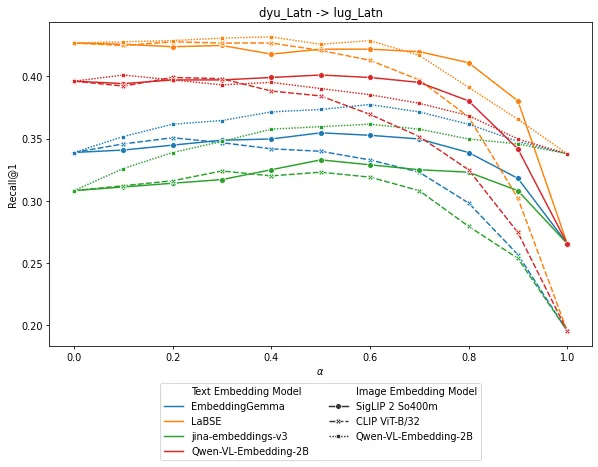 dyu_Latn -> lug_Latn
Recall@1
0.40
0.35
0.30
0.25
0.20
0.0 0.2 0.4 0.6 0.8 1.0
α
Text Embedding Model Image Embedding Model
EmbeddingGemma SigLIP 2 So400m
LaBSE CLIP ViT-B/32
jina-embeddings-v3 Qwen-VL-Embedding-2B
Qwen-VL-Embedding-2B